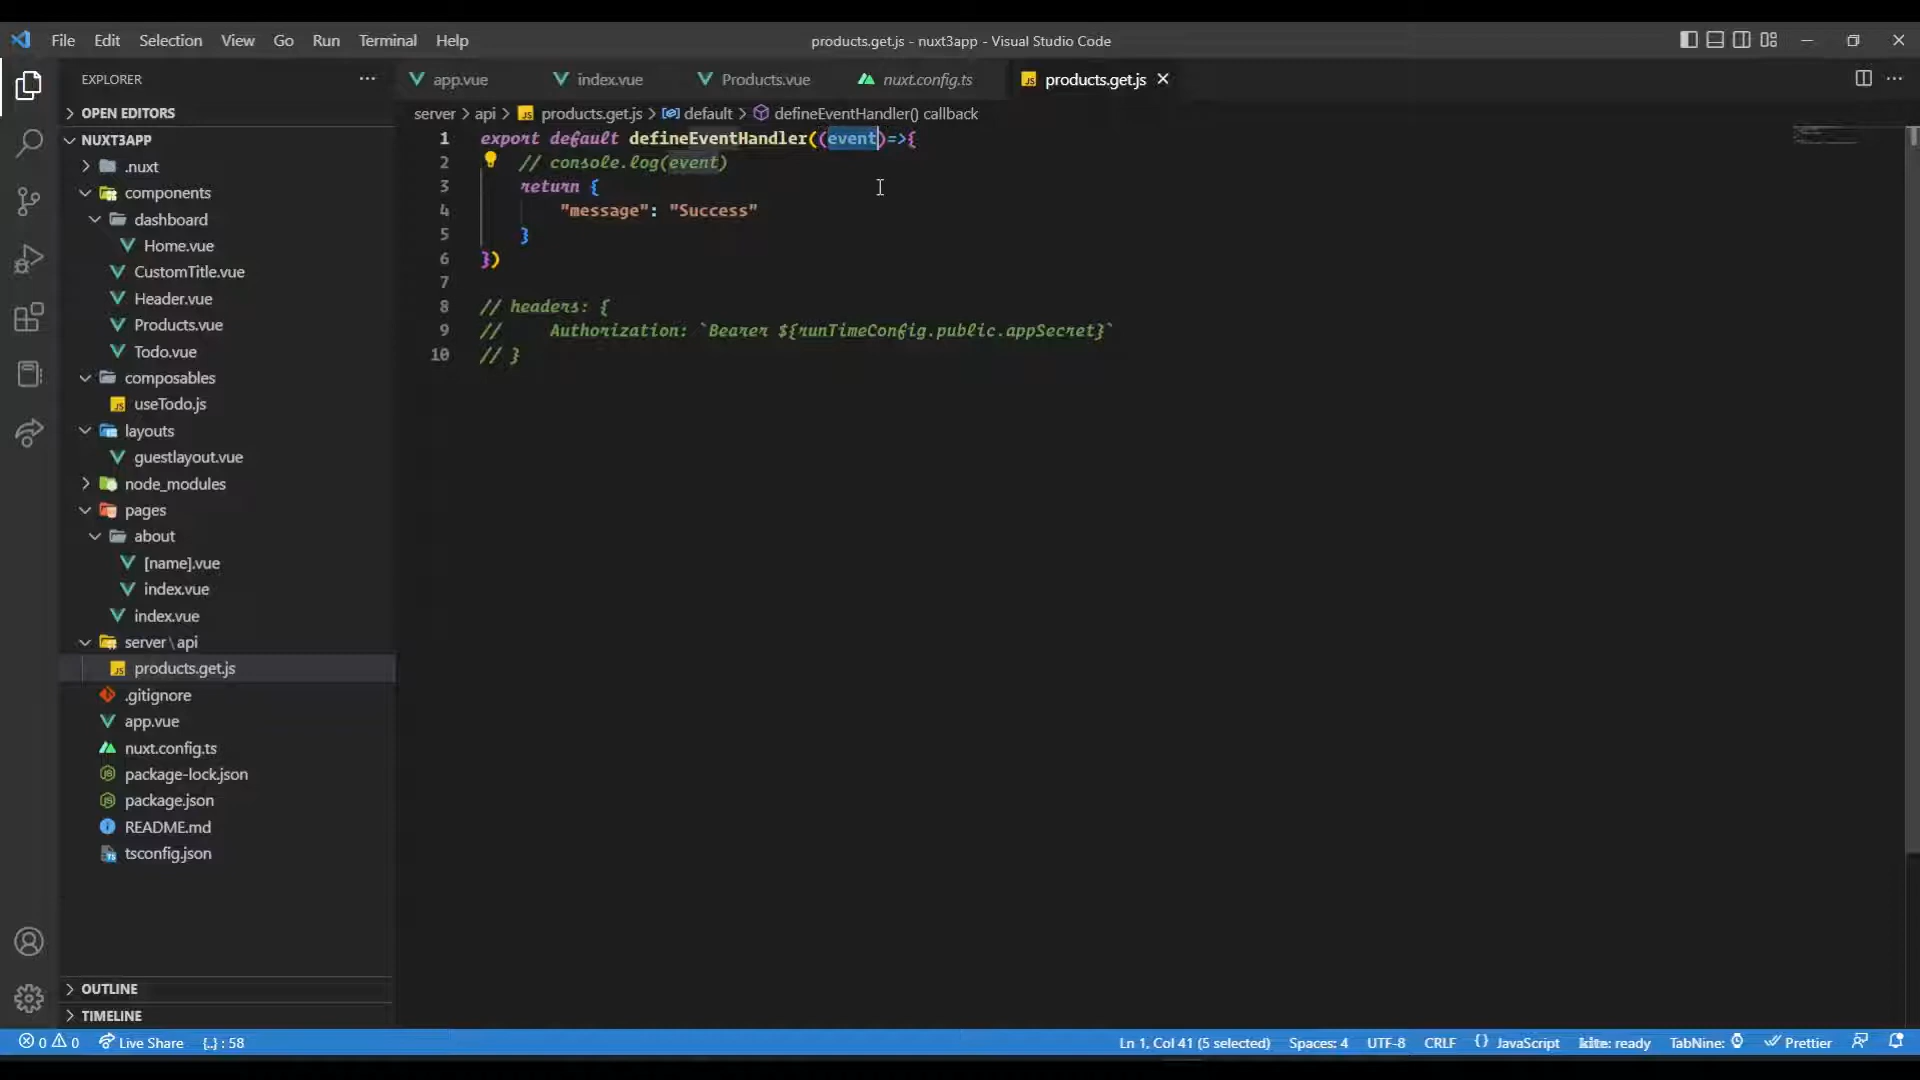 File Edit Selection View Go Run Terminal Help products.get.js - nuxt3app - Visual Studio Code
EXPLORER
OPEN EDITORS
NUXT3APP
.nuxt
components
dashboard
Home.vue
CustomTitle.vue
Header.vue
Products.vue
Todo.vue
composables
useTodo.js
layouts
guestlayout.vue
node_modules
pages
about
[name].vue
index.vue
index.vue
server\api
products.get.js
.gitignore
app.vue
nuxt.config.ts
package-lock.json
package.json
README.md
tsconfig.json
OUTLINE
TIMELINE
app.vue index.vue Products.vue nuxt.config.ts products.get.js
server > api > products.get.js > default > defineEventHandler() callback
1 export default defineEventHandler((event)=>{
2 // console.log(event)
3 return {
4 "message": "Success"
5 }
6 })
7
8 // headers: {
9 // Authorization: `Bearer ${runTimeConfig.public.appSecret}`
10 // }
0 0 Live Share {..} : 58 Ln 1, Col 41 (5 selected) Spaces: 4 UTF-8 CRLF {} JavaScript kite: ready TabNine: Prettier